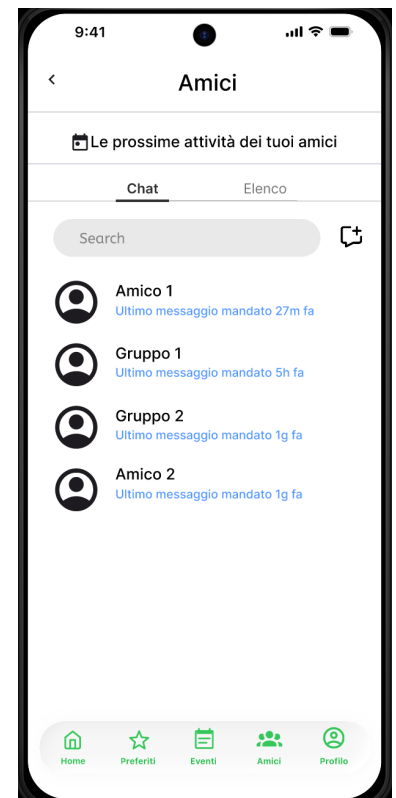 9:41
Amici
Le prossime attività dei tuoi amici
Chat Elenco
Search
Amico 1
Ultimo messaggio mandato 27m fa
Gruppo 1
Ultimo messaggio mandato 5h fa
Gruppo 2
Ultimo messaggio mandato 1g fa
Amico 2
Ultimo messaggio mandato 1g fa
Home Preferiti Eventi Amici Profilo